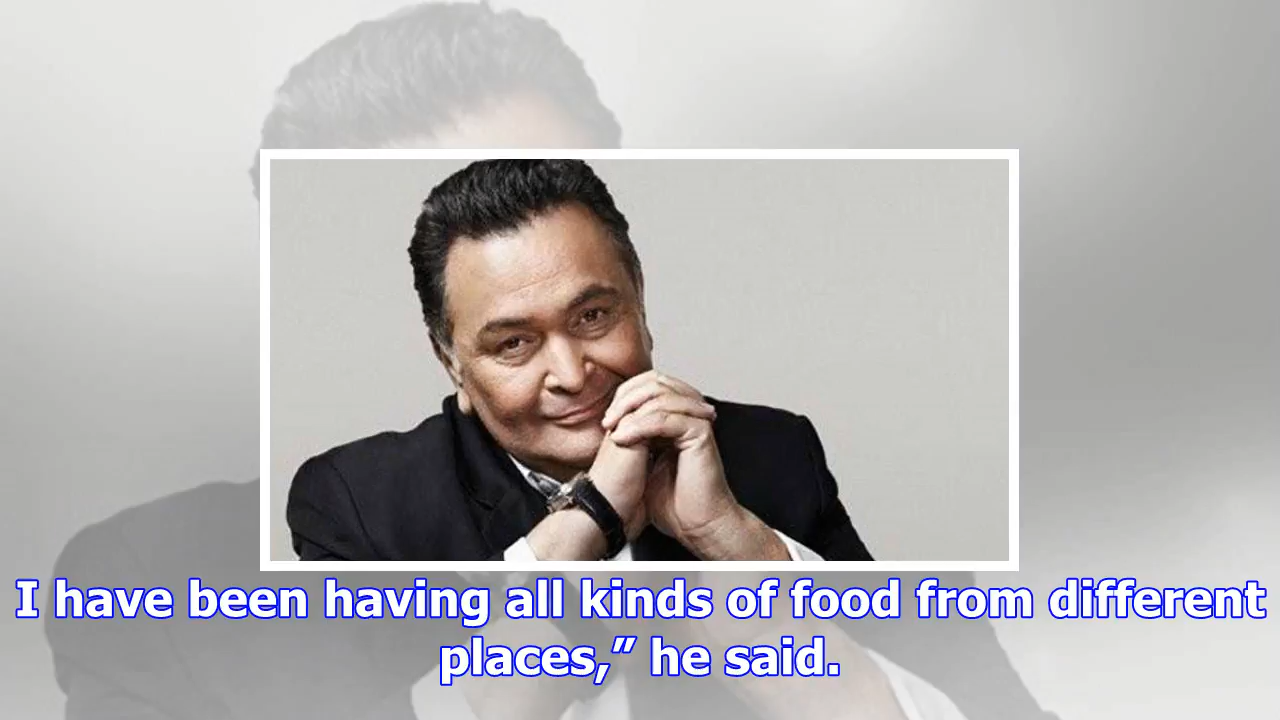 I have been having all kinds of food from different
places,” he said.